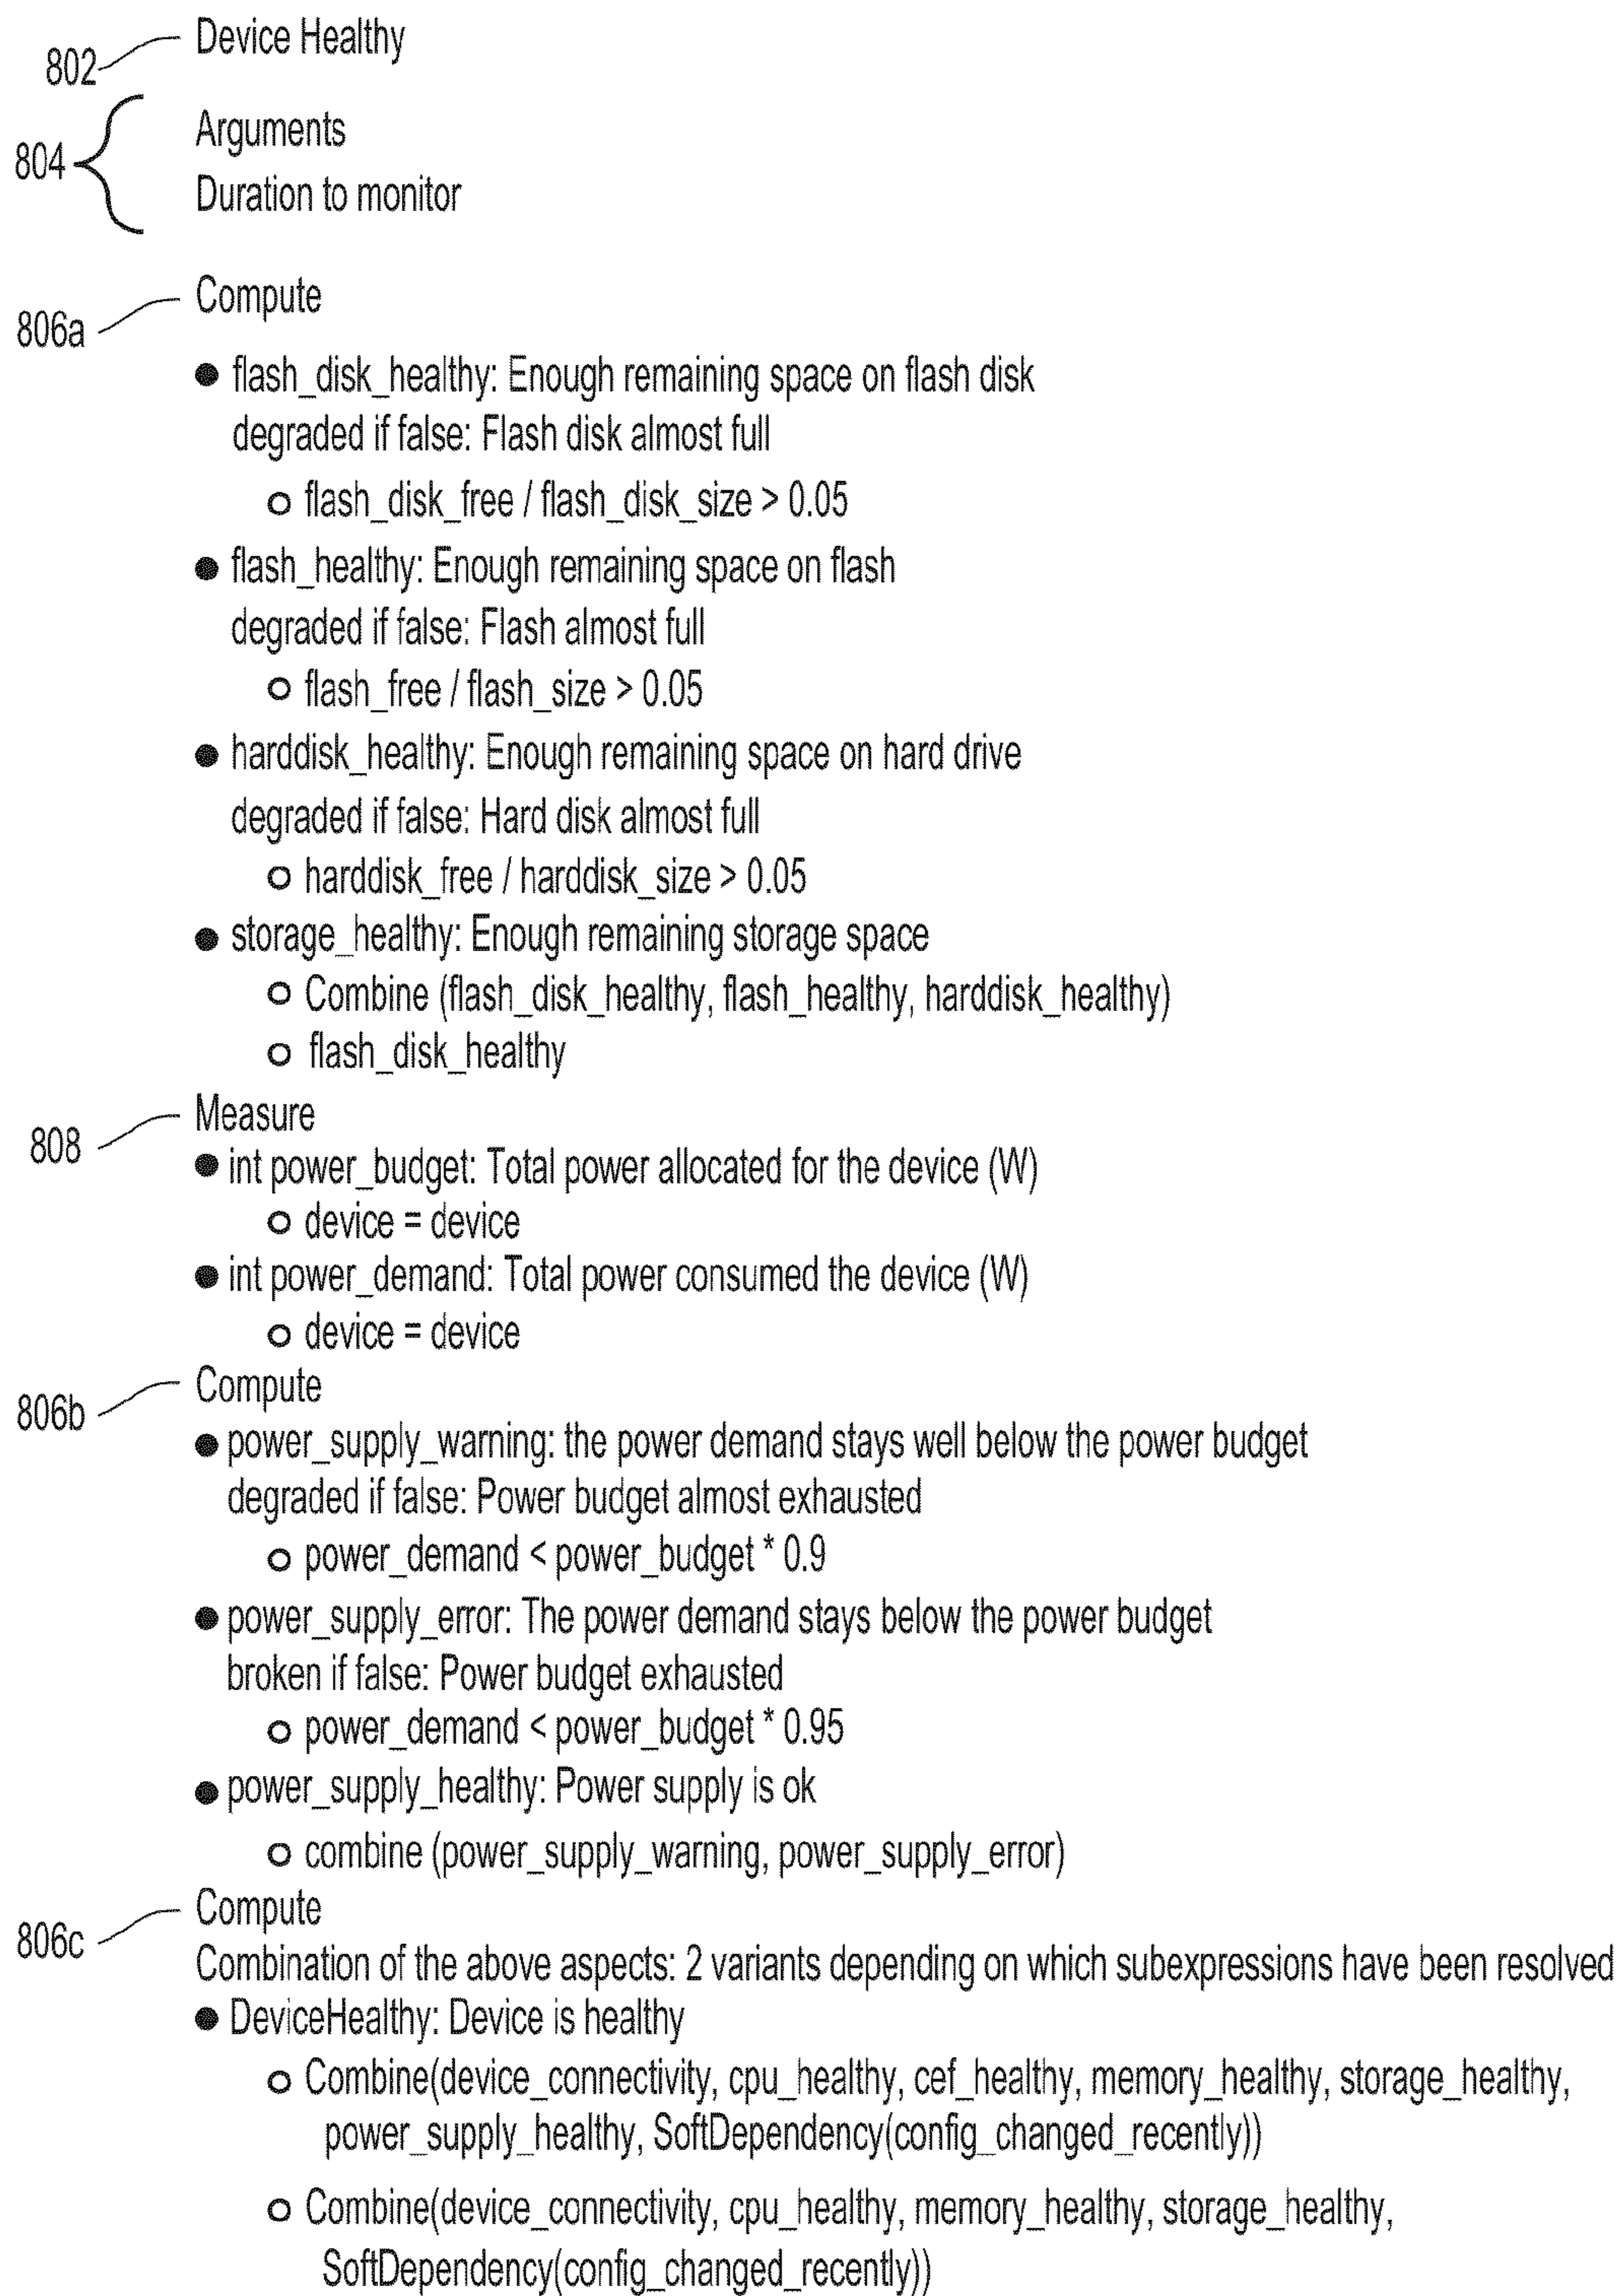 802 Device Healthy
804 Arguments
Duration to monitor
806a Compute
● flash_disk_healthy: Enough remaining space on flash disk
degraded if false: Flash disk almost full
o flash_disk_free / flash_disk_size > 0.05
● flash_healthy: Enough remaining space on flash
degraded if false: Flash almost full
o flash_free / flash_size > 0.05
● harddisk_healthy: Enough remaining space on hard drive
degraded if false: Hard disk almost full
o harddisk_free / harddisk_size > 0.05
● storage_healthy: Enough remaining storage space
o Combine (flash_disk_healthy, flash_healthy, harddisk_healthy)
o flash_disk_healthy
808 Measure
● int power_budget: Total power allocated for the device (W)
o device = device
● int power_demand: Total power consumed the device (W)
o device = device
806b Compute
● power_supply_warning: the power demand stays well below the power budget
degraded if false: Power budget almost exhausted
o power_demand < power_budget * 0.9
● power_supply_error: The power demand stays below the power budget
broken if false: Power budget exhausted
o power_demand < power_budget * 0.95
● power_supply_healthy: Power supply is ok
o combine (power_supply_warning, power_supply_error)
806c Compute
Combination of the above aspects: 2 variants depending on which subexpressions have been resolved
● DeviceHealthy: Device is healthy
o Combine(device_connectivity, cpu_healthy, cef_healthy, memory_healthy, storage_healthy,
power_supply_healthy, SoftDependency(config_changed_recently))
o Combine(device_connectivity, cpu_healthy, memory_healthy, storage_healthy,
SoftDependency(config_changed_recently))